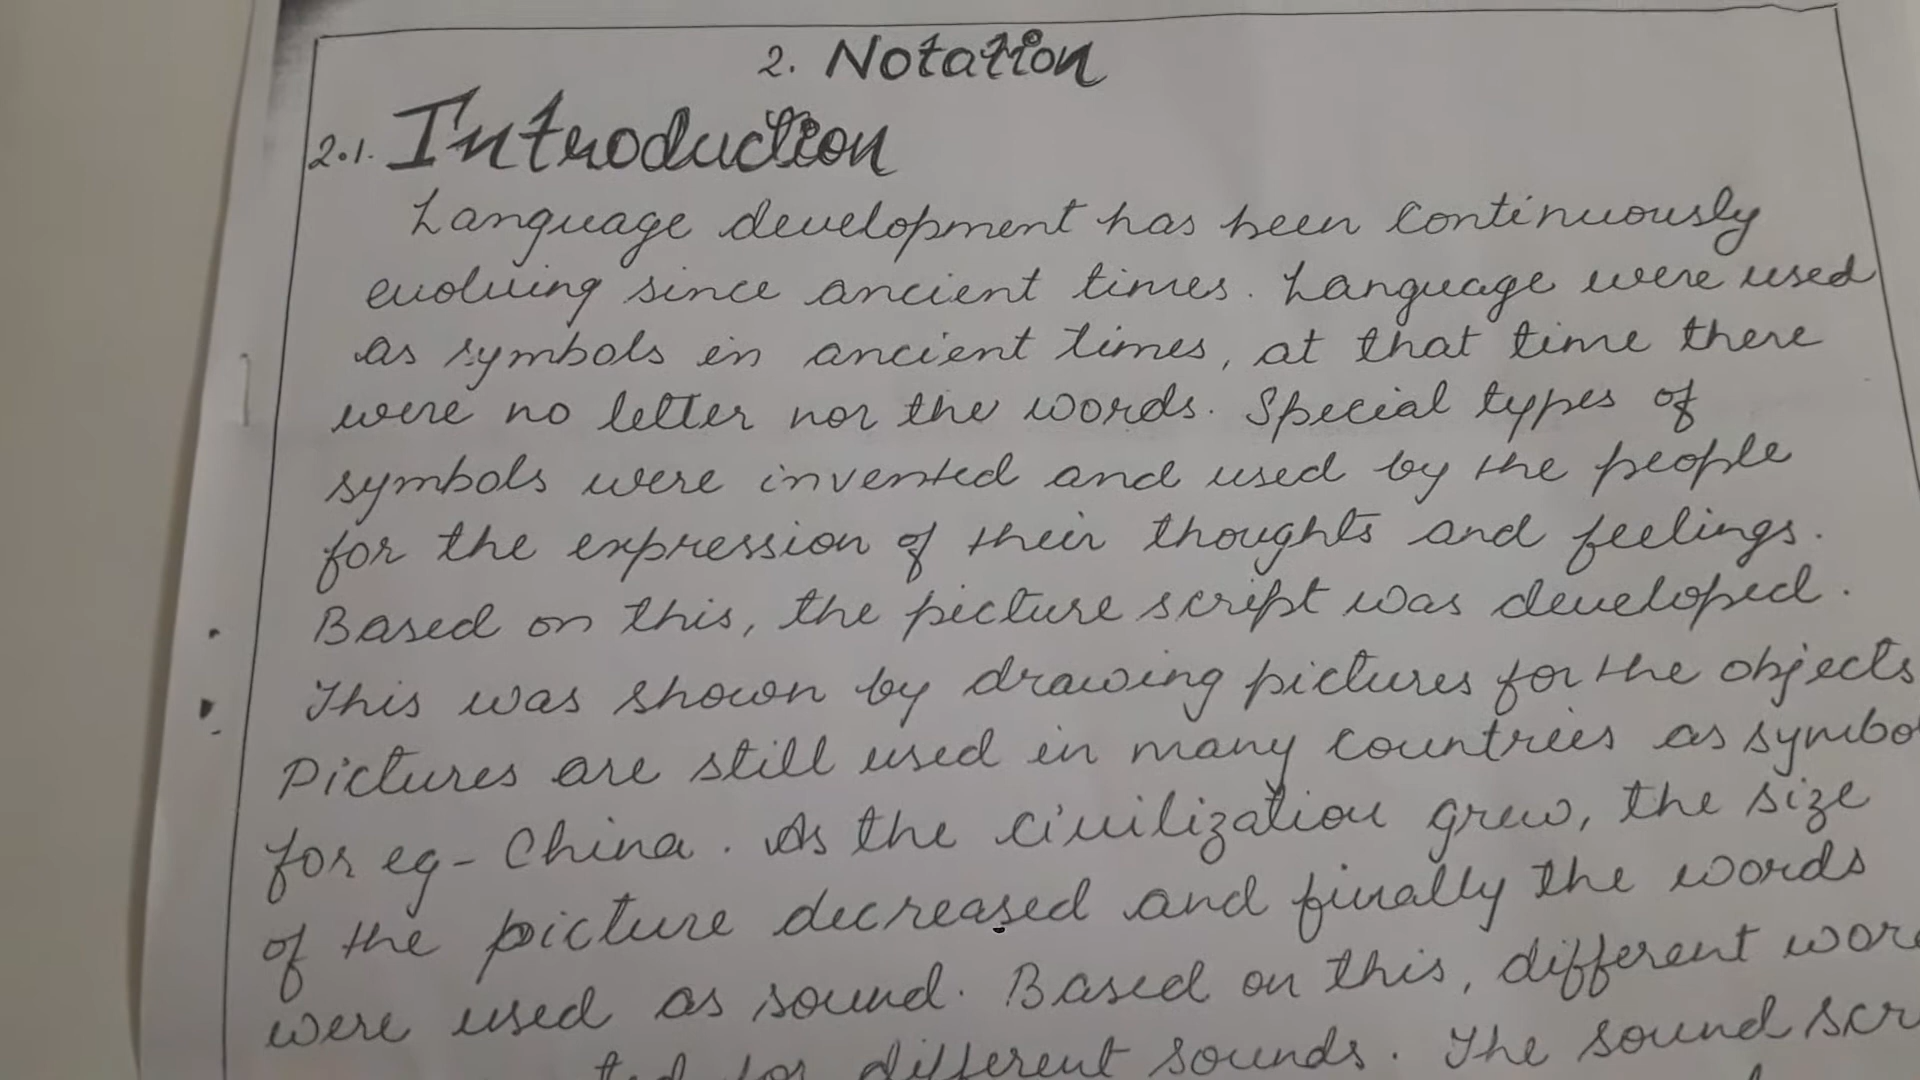 2. Notation
2.1. Introduction
Language development has been continuously
evolving since ancient times. Language were used
as symbols in ancient times, at that time there
were no letter nor the words. Special types of
symbols were invented and used by the people
for the expression of their thoughts and feelings.
Based on this, the picture script was developed.
This was shown by drawing pictures for the objects
Pictures are still used in many countries as symbo
for eg - China. As the civilization grew, the size
of the picture decreased and finally the words
were used as sound. Based on this, different wor
for different sounds. The sound scr